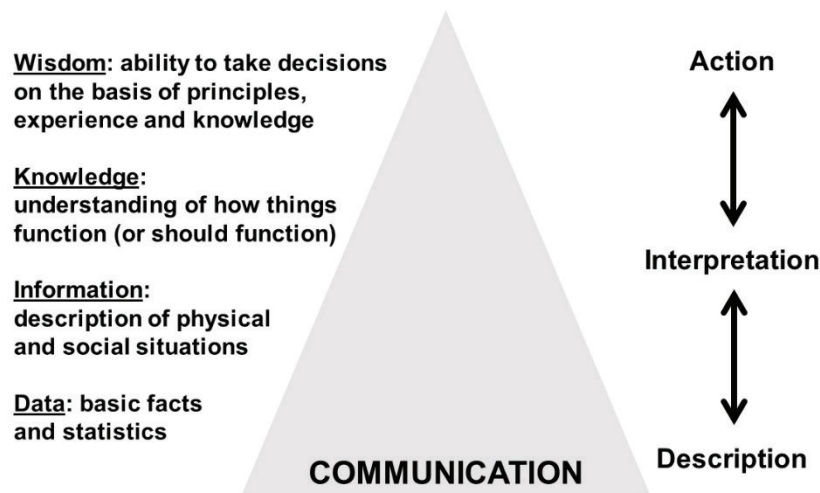 Wisdom: ability to take decisions
on the basis of principles,
experience and knowledge
Knowledge:
understanding of how things
function (or should function)
Information:
description of physical
and social situations
Data: basic facts
and statistics
COMMUNICATION
Action
Interpretation
Description